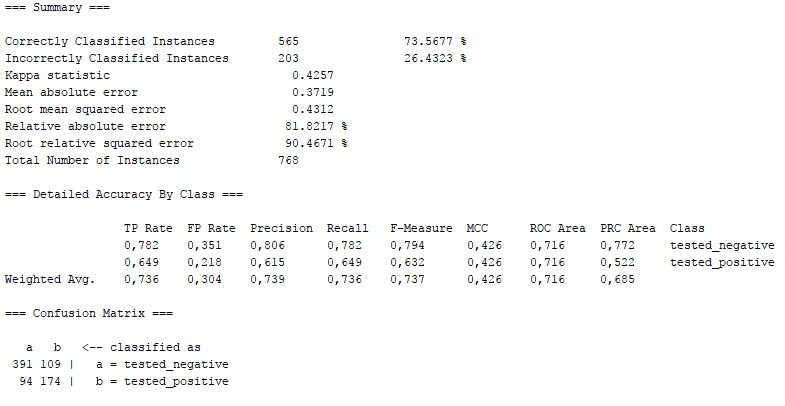 === Summary ===
Correctly Classified Instances 565 73.5677 %
Incorrectly Classified Instances 203 26.4323 %
Kappa statistic 0.4257
Mean absolute error 0.3719
Root mean squared error 0.4312
Relative absolute error 81.8217 %
Root relative squared error 90.4671 %
Total Number of Instances 768
=== Detailed Accuracy By Class ===
TP Rate FP Rate Precision Recall F-Measure MCC ROC Area PRC Area Class
0,782 0,351 0,806 0,782 0,794 0,426 0,716 0,772 tested_negative
0,649 0,218 0,615 0,649 0,632 0,426 0,716 0,522 tested_positive
Weighted Avg. 0,736 0,304 0,739 0,736 0,737 0,426 0,716 0,685
=== Confusion Matrix ===
a b <-- classified as
391 109 | a = tested_negative
94 174 | b = tested_positive